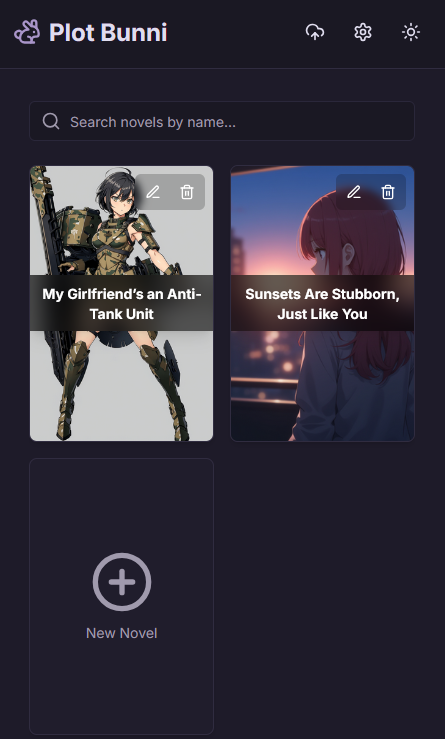 Plot Bunni
Search novels by name...
My Girlfriend's an Anti-
Tank Unit
Sunsets Are Stubborn,
Just Like You
New Novel